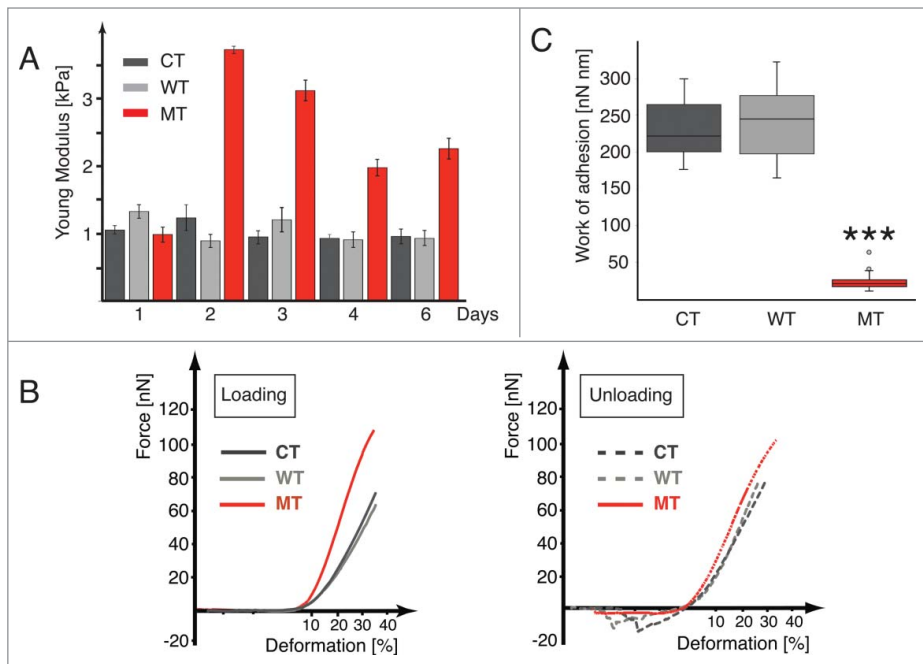 A
CT
WT
MT
Young Modulus [kPa]
3
2
1
1 2 3 4 6 Days
C
Work of adhesion [nN nm]
300
250
200
150
100
50
***
CT WT MT
B
Force [nN]
Loading
120
100
80
60
40
20
-20
CT
WT
MT
10 20 30 40
Deformation [%]
Force [nN]
Unloading
120
100
80
60
40
20
-20
CT
WT
MT
10 20 30 40
Deformation [%]